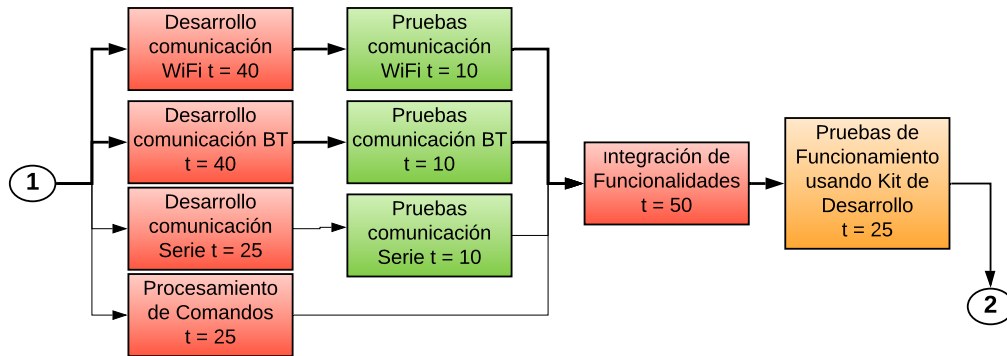 1
Desarrollo
comunicación
WiFi t = 40
Pruebas
comunicación
WiFi t = 10
Desarrollo
comunicación BT
t = 40
Pruebas
comunicación BT
t = 10
Desarrollo
comunicación
Serie t = 25
Pruebas
comunicación
Serie t = 10
Procesamiento
de Comandos
t = 25
Integración de
Funcionalidades
t = 50
Pruebas de
Funcionamiento
usando Kit de
Desarrollo
t = 25
2